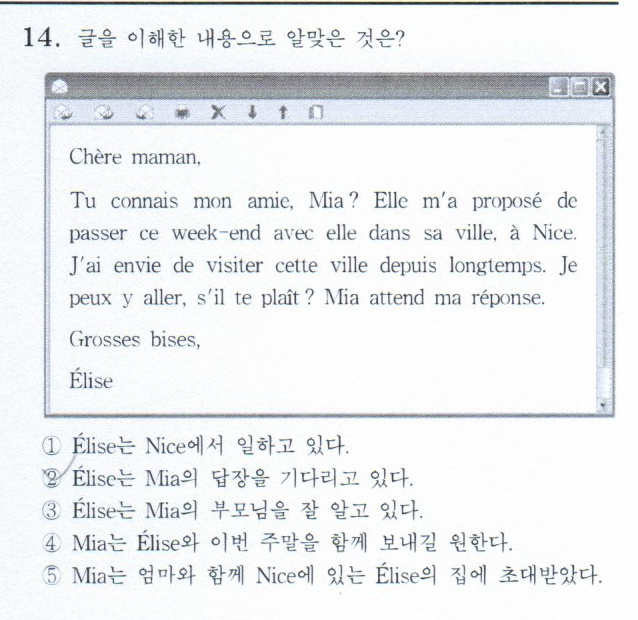 14. 글을 이해한 내용으로 알맞은 것은?
Chère maman,
Tu connais mon amie, Mia ? Elle m'a proposé de
passer ce week-end avec elle dans sa ville, à Nice.
J'ai envie de visiter cette ville depuis longtemps. Je
peux y aller, s'il te plaît ? Mia attend ma réponse.
Grosses bises,
Élise
① Élise는 Nice에서 일하고 있다.
② Élise는 Mia의 답장을 기다리고 있다.
③ Élise는 Mia의 부모님을 잘 알고 있다.
④ Mia는 Élise와 이번 주말을 함께 보내길 원한다.
⑤ Mia는 엄마와 함께 Nice에 있는 Élise의 집에 초대받았다.